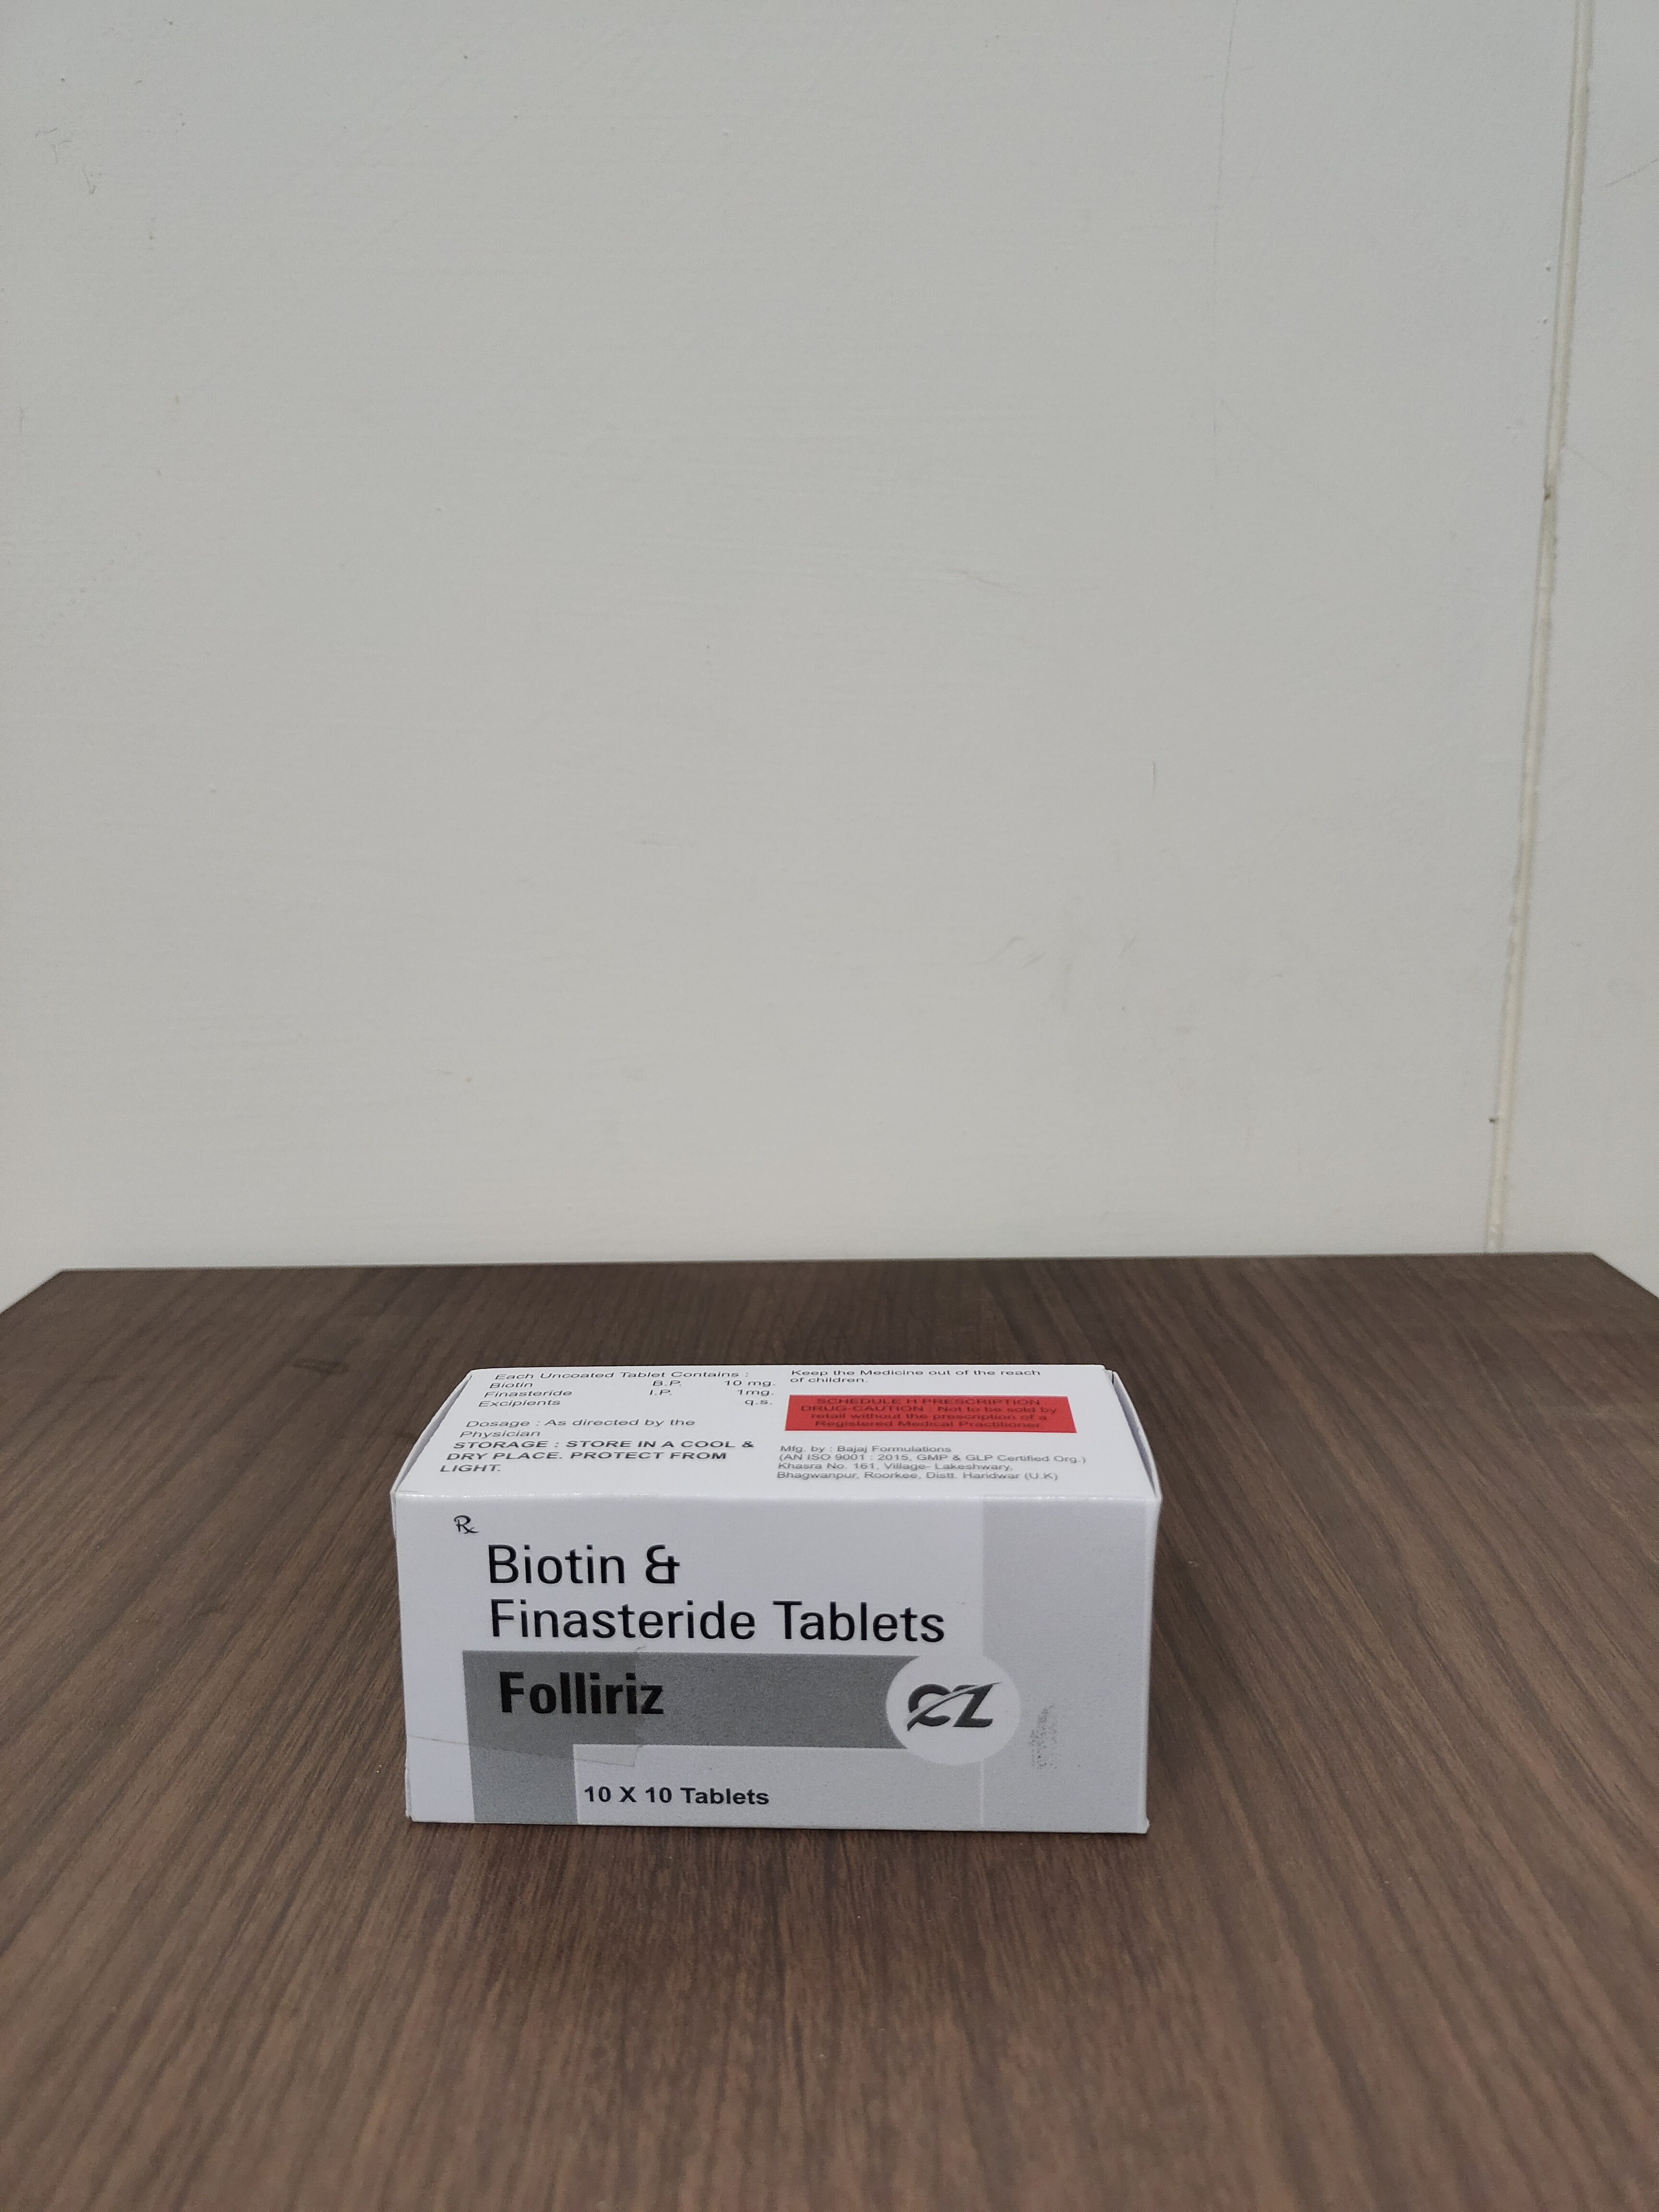 Each Uncoated Tablet Contains :
Biotin B.P. 10 mg.
Finasteride I.P. 1mg.
Excipients q.s.
Dosage : As directed by the
Physician
STORAGE : STORE IN A COOL &
DRY PLACE. PROTECT FROM
LIGHT.
Keep the Medicine out of the reach
of children.
SCHEDULE H PRESCRIPTION
DRUG-CAUTION : Not to be sold by
retail without the prescription of a
Registered Medical Practitioner.
Mfg. by : Bajaj Formulations
(AN ISO 9001 : 2015, GMP & GLP Certified Org.)
Khasra No. 161, Village- Lakeshwary,
Bhagwanpur, Roorkee, Distt. Haridwar (U.K)
Rx
Biotin &
Finasteride Tablets
Folliriz
10 X 10 Tablets